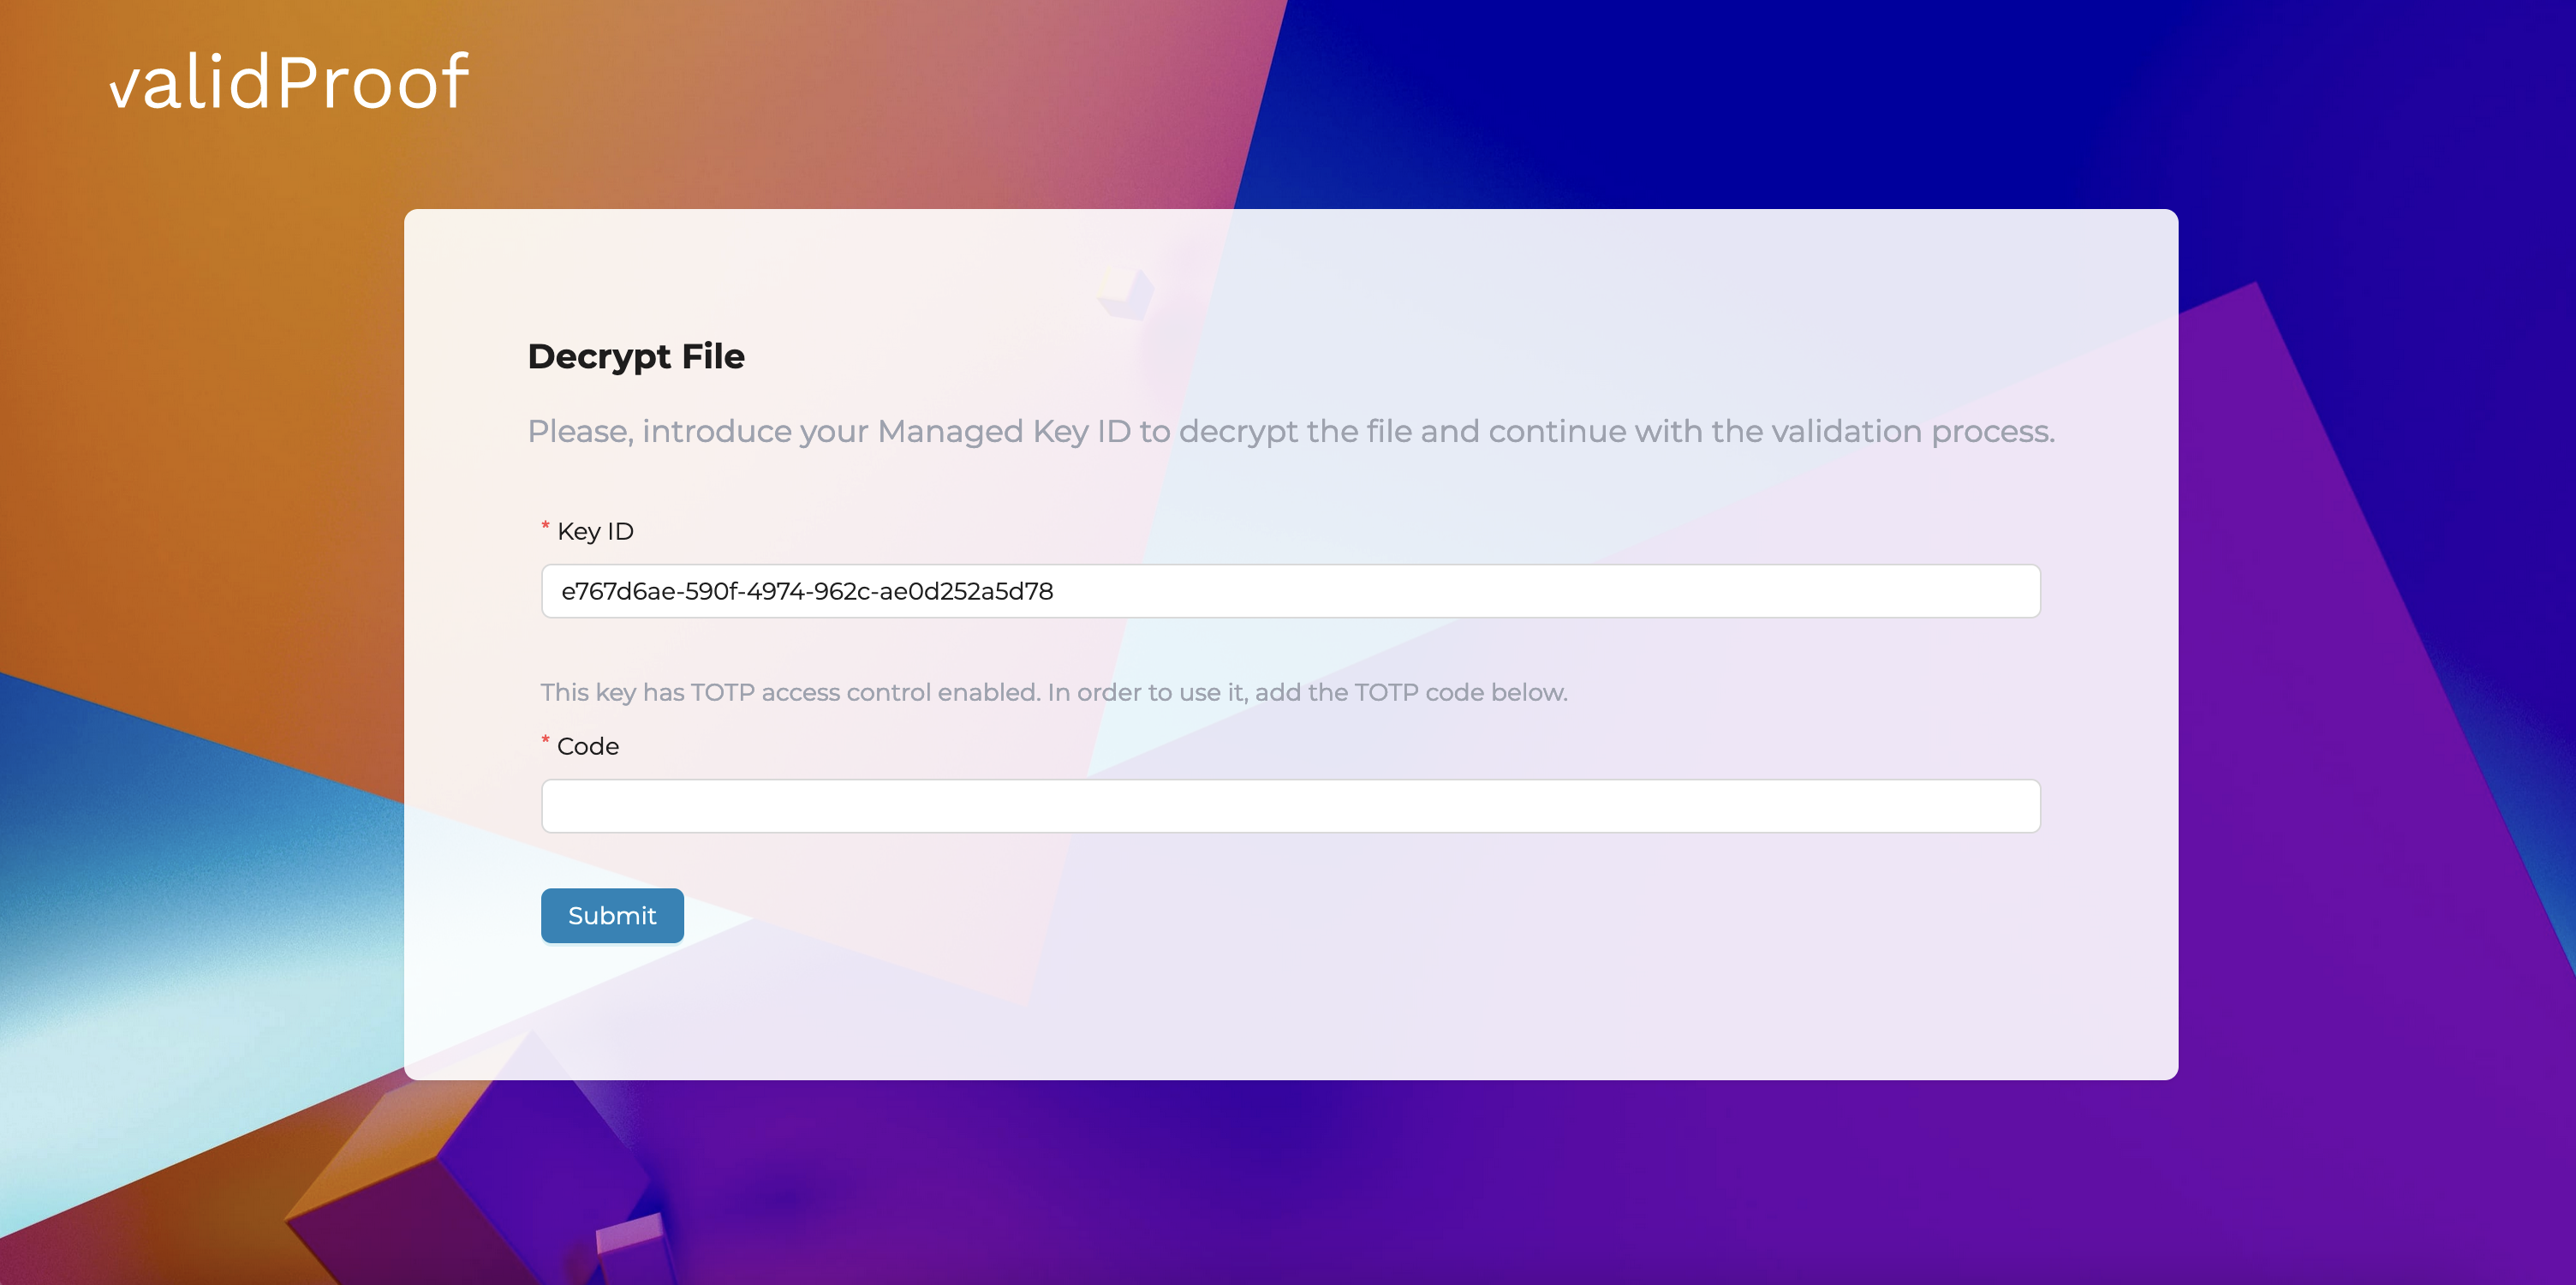 validProof
Decrypt File
Please, introduce your Managed Key ID to decrypt the file and continue with the validation process.
* Key ID
e767d6ae-590f-4974-962c-ae0d252a5d78
This key has TOTP access control enabled. In order to use it, add the TOTP code below.
* Code
Submit